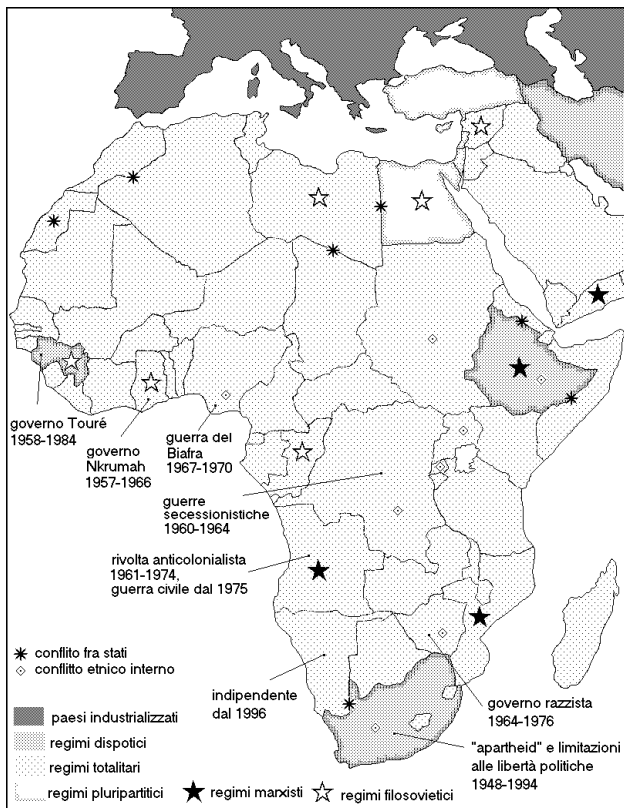 governo Touré
1958-1984
governo
Nkrumah
1957-1966
guerra del
Biafra
1967-1970
guerre
secessionistiche
1960-1964
rivolta anticolonialista
1961-1974,
guerra civile dal 1975
conflito fra stati
conflitto etnico interno
indipendente
dal 1996
governo razzista
1964-1976
"apartheid" e limitazioni
alle libertà politiche
1948-1994
paesi industrializzati
regimi dispotici
regimi totalitari
regimi pluripartitici
regimi marxisti
regimi filosovietici